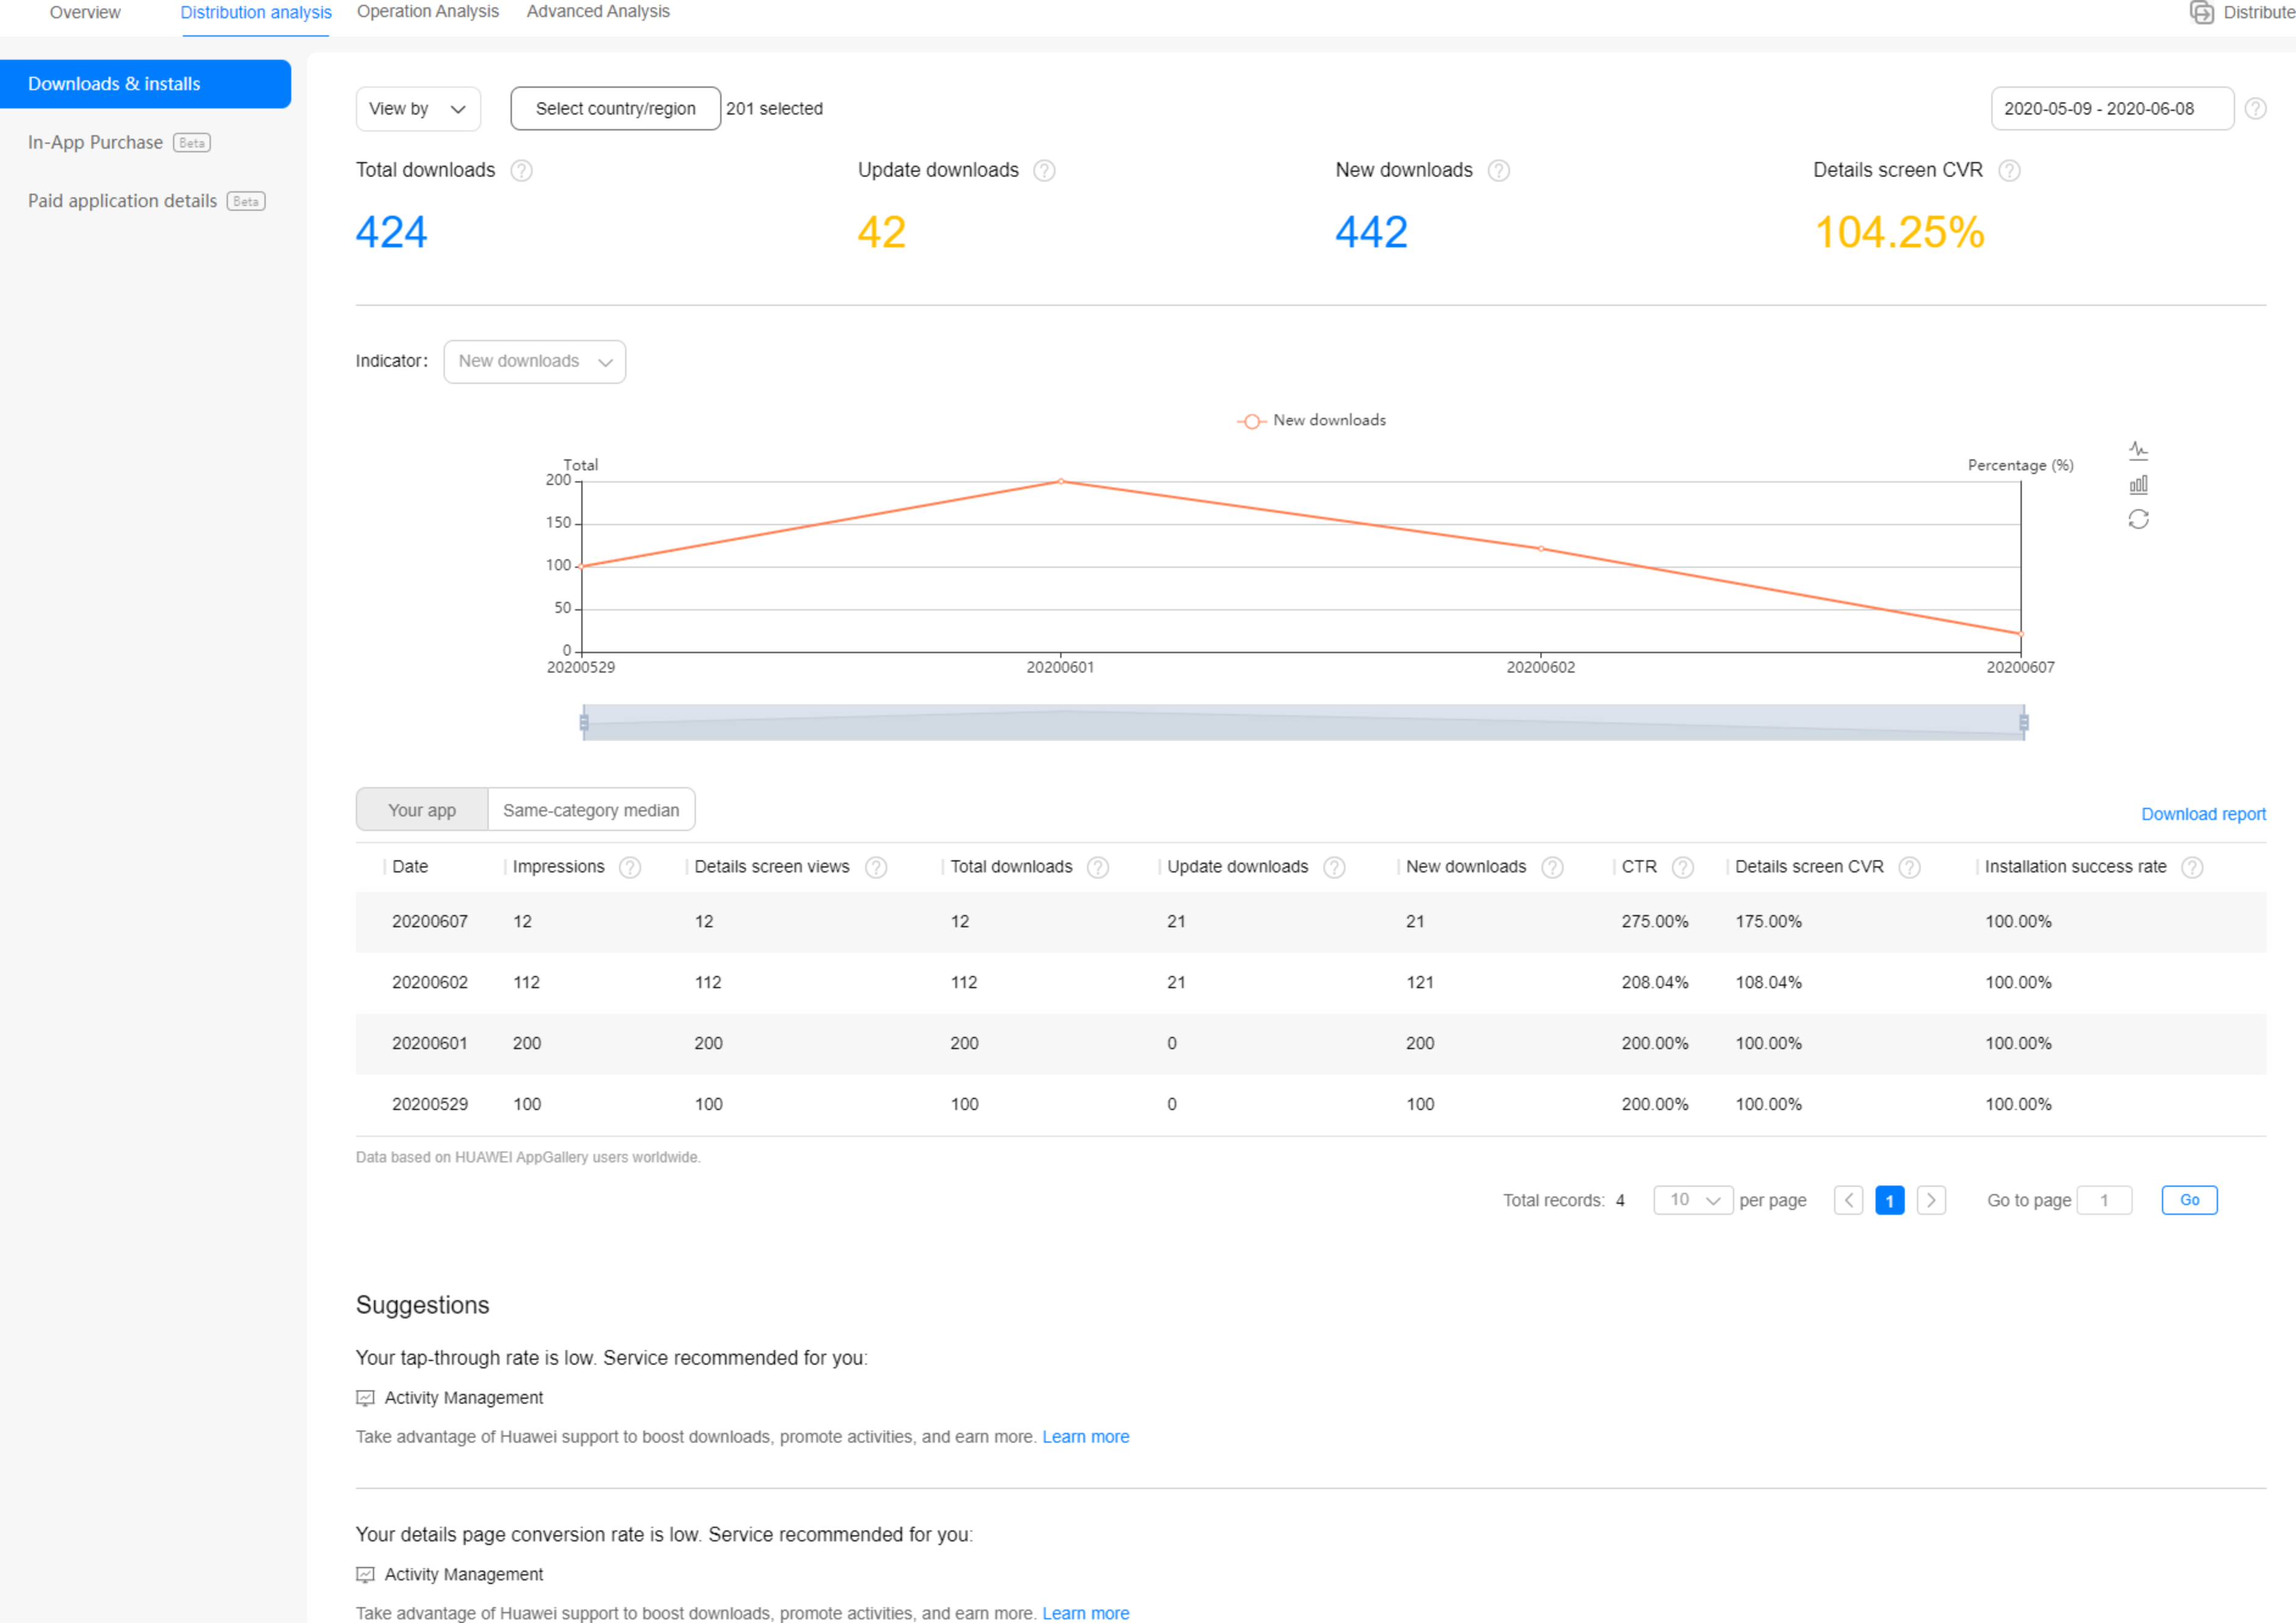 Overview Distribution analysis Operation Analysis Advanced Analysis Distribute
Downloads & installs
In-App Purchase Beta
Paid application details Beta
View by Select country/region 201 selected 2020-05-09 - 2020-06-08 ?
Total downloads ? Update downloads ? New downloads ? Details screen CVR ?
424 42 442 104.25%
Indicator: New downloads
New downloads
Total Percentage (%)
200
150
100
50
0
20200529 20200601 20200602 20200607
Your app Same-category median Download report
Date Impressions ? Details screen views ? Total downloads ? Update downloads ? New downloads ? CTR ? Details screen CVR ? Installation success rate ?
20200607 12 12 12 21 21 275.00% 175.00% 100.00%
20200602 112 112 112 21 121 208.04% 108.04% 100.00%
20200601 200 200 200 0 200 200.00% 100.00% 100.00%
20200529 100 100 100 0 100 200.00% 100.00% 100.00%
Data based on HUAWEI AppGallery users worldwide.
Total records: 4 10 per page < 1 > Go to page 1 Go
Suggestions
Your tap-through rate is low. Service recommended for you:
Activity Management
Take advantage of Huawei support to boost downloads, promote activities, and earn more. Learn more
Your details page conversion rate is low. Service recommended for you:
Activity Management
Take advantage of Huawei support to boost downloads, promote activities, and earn more. Learn more